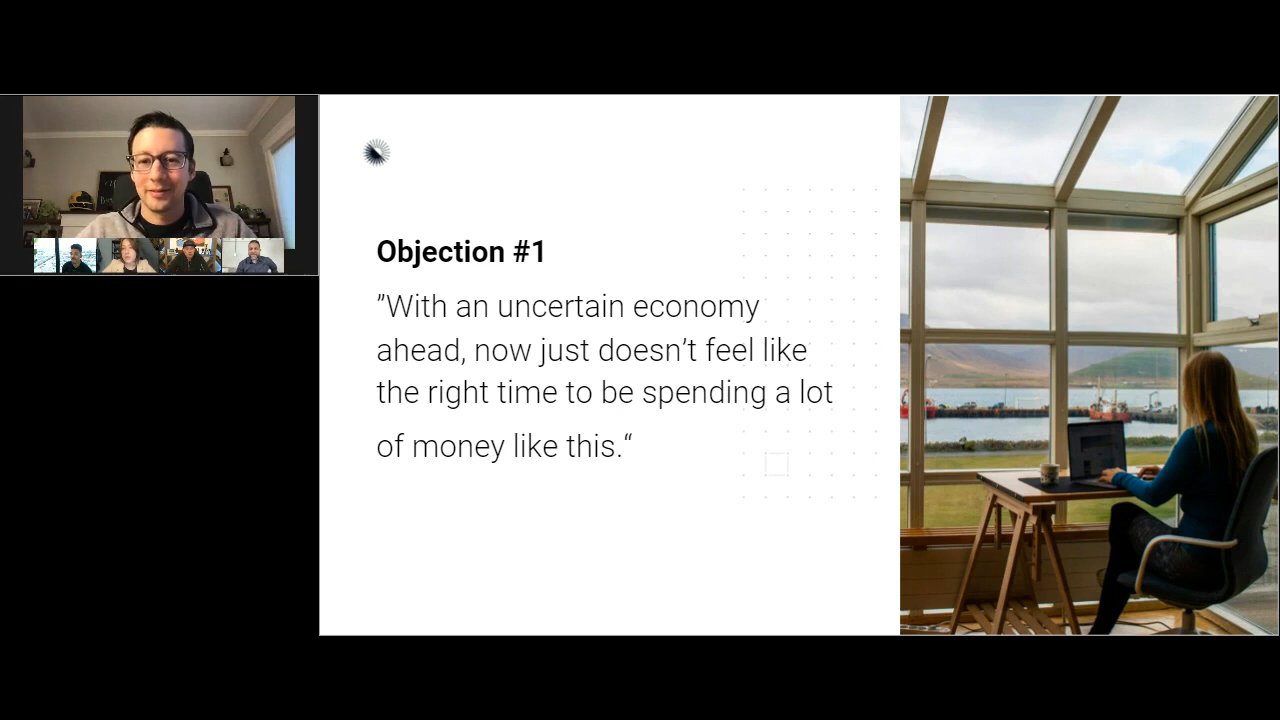 Objection #1
”With an uncertain economy
ahead, now just doesn’t feel like
the right time to be spending a lot
of money like this.“